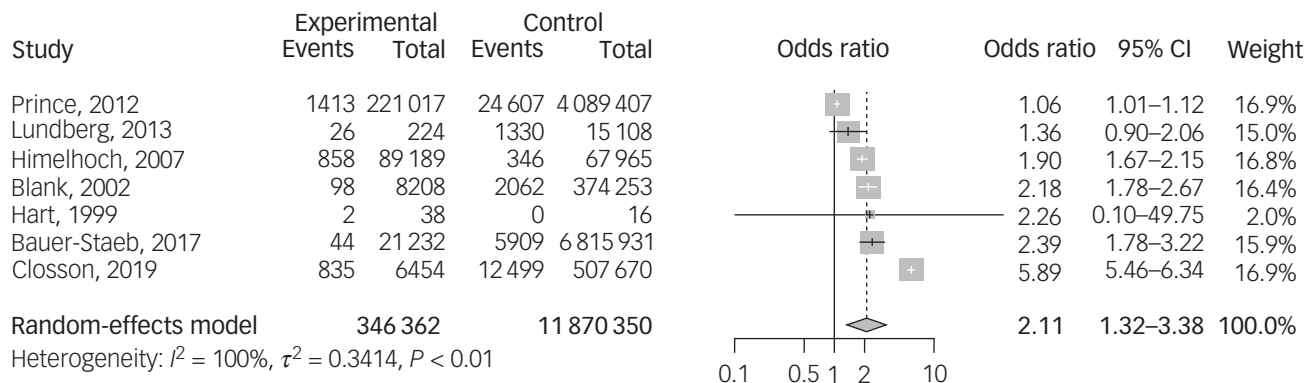 Experimental Control
Study Events Total Events Total Odds ratio Odds ratio 95% CI Weight
Prince, 2012 1413 221 017 24 607 4 089 407 1.06 1.01–1.12 16.9%
Lundberg, 2013 26 224 1330 15 108 1.36 0.90–2.06 15.0%
Himelhoch, 2007 858 89 189 346 67 965 1.90 1.67–2.15 16.8%
Blank, 2002 98 8208 2062 374 253 2.18 1.78–2.67 16.4%
Hart, 1999 2 38 0 16 2.26 0.10–49.75 2.0%
Bauer-Staeb, 2017 44 21 232 5909 6 815 931 2.39 1.78–3.22 15.9%
Closson, 2019 835 6454 12 499 507 670 5.89 5.46–6.34 16.9%
Random-effects model 346 362 11 870 350 2.11 1.32–3.38 100.0%
Heterogeneity: I² = 100%, τ² = 0.3414, P < 0.01
0.1 0.5 1 2 10